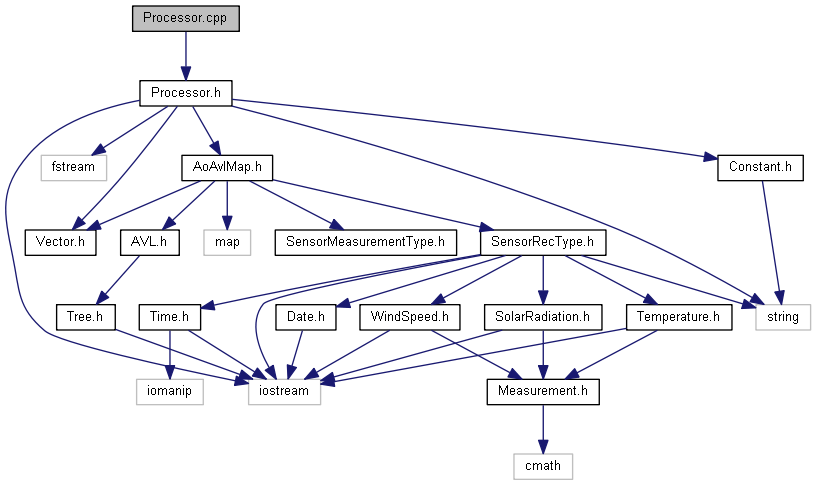 Processor.cpp
Processor.h
fstream
AoAvlMap.h
Constant.h
Vector.h
AVL.h
map
SensorMeasurementType.h
SensorRecType.h
Tree.h
Time.h
Date.h
WindSpeed.h
SolarRadiation.h
Temperature.h
string
iomanip
iostream
Measurement.h
cmath